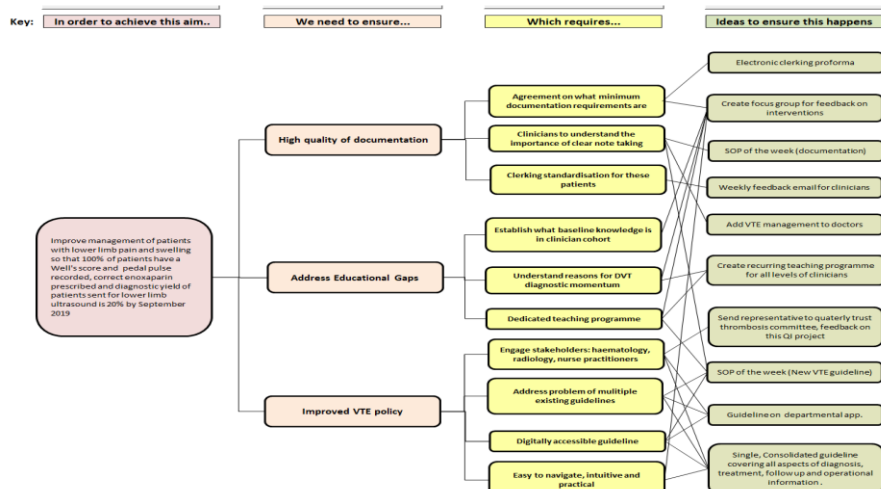 Key:
In order to achieve this aim..
We need to ensure...
Which requires...
Ideas to ensure this happens
Improve management of patients
with lower limb pain and swelling
so that 100% of patients have a
Well's score and pedal pulse
recorded, correct enoxaparin
prescribed and diagnostic yield of
patients sent for lower limb
ultrasound is 20% by September
2019
High quality of documentation
Address Educational Gaps
Improved VTE policy
Agreement on what minimum
documentation requirements are
Clinicians to understand the
importance of clear note taking
Clerking standardisation for these
patients
Establish what baseline knowledge is
in clinician cohort
Understand reasons for DVT
diagnostic momentum
Dedicated teaching programme
Engage stakeholders: haematology,
radiology, nurse practitioners
Address problem of mulitiple
existing guidelines
Digitally accessible guideline
Easy to navigate, intuitive and
practical
Electronic clerking proforma
Create focus group for feedback on
interventions
SOP of the week (documentation)
Weekly feedback email for clinicians
Add VTE management to doctors
Create recurring teaching programme
for all levels of clinicians
Send representative to quaterly trust
thrombosis committee, feedback on
this QI project
SOP of the week (New VTE guideline)
Guideline on departmental app.
Single, Consolidated guideline
covering all aspects of diagnosis,
treatment, follow up and operational
information .